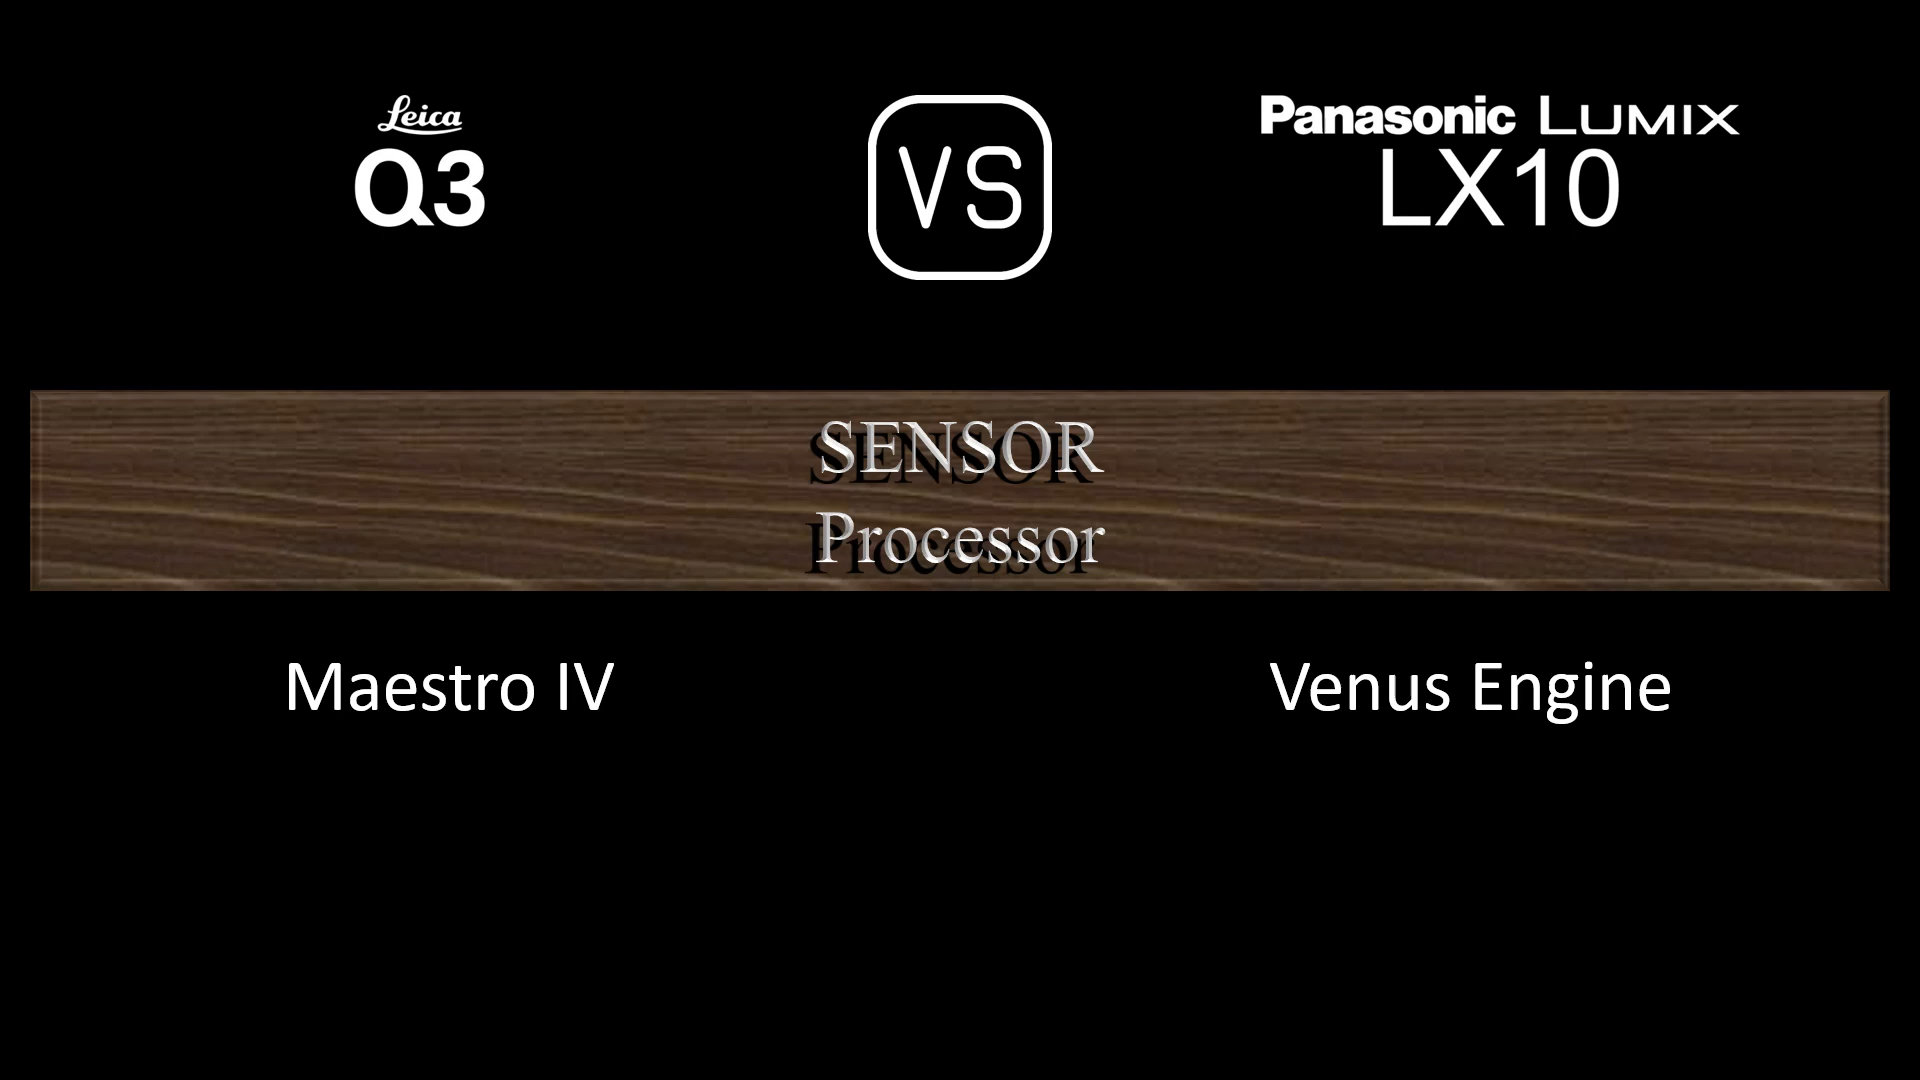 Leica
Q3
VS
Panasonic LUMIX
LX10
SENSOR
Processor
Maestro IV
Venus Engine